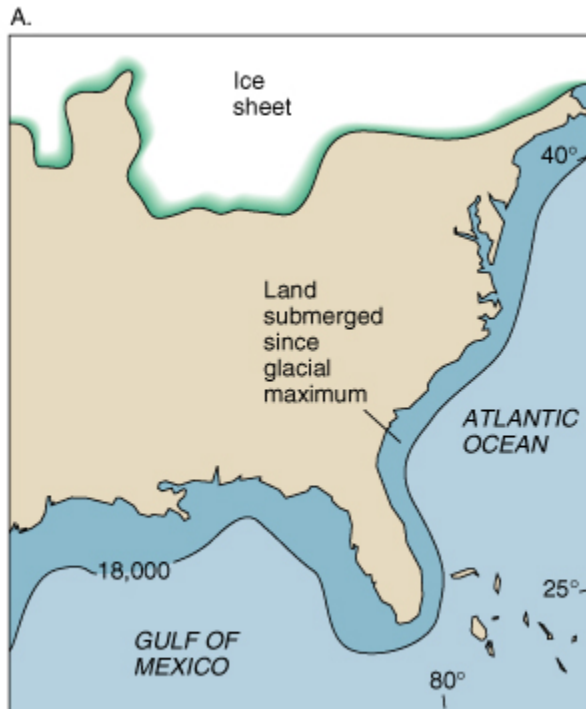 A.
Ice
sheet
40°
Land
submerged
since
glacial
maximum
ATLANTIC
OCEAN
18,000
25°
GULF OF
MEXICO
80°